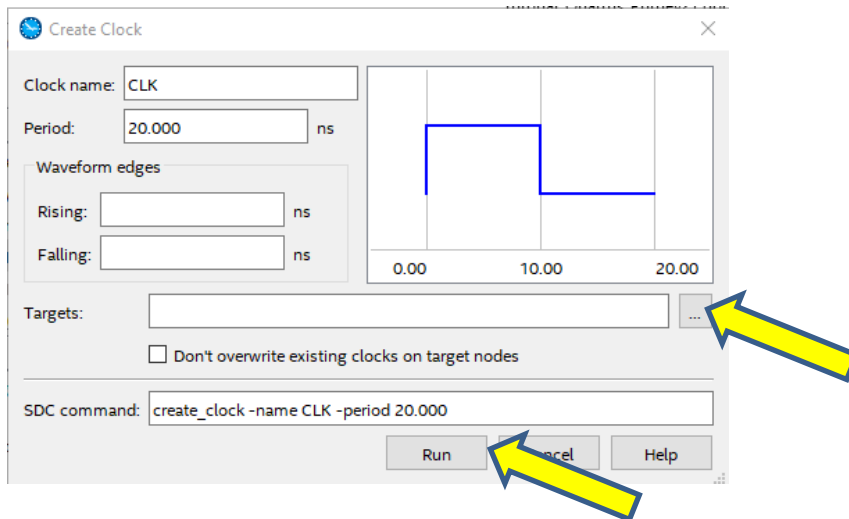 Create Clock
Clock name: CLK
Period: 20.000 ns
Waveform edges
Rising: ns
Falling: ns
0.00 10.00 20.00
Targets: ...
Don't overwrite existing clocks on target nodes
SDC command: create_clock -name CLK -period 20.000
Run Cancel Help